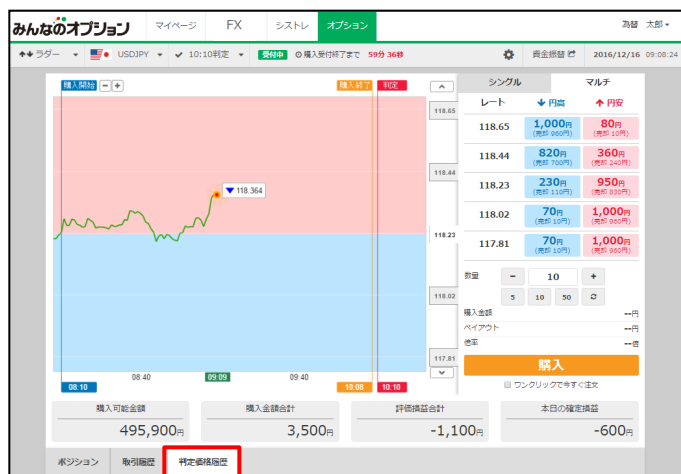 みんなのオプション マイページ FX シストレ オプション 為替 太郎
ラダー USDJPY 10:10判定 受付中 購入受付終了まで 59分 36秒 資金振替 2016/12/16 09:08:24
購入開始 購入終了 判定
118.65
118.44
118.364
118.23
118.02
117.81
08:40 09:09 09:40
08:10 10:08 10:10
シングル マルチ
レート 円高 円安
118.65 1,000円 80円
(売却 960円) (売却 10円)
118.44 820円 360円
(売却 700円) (売却 240円)
118.23 230円 950円
(売却 110円) (売却 830円)
118.02 70円 1,000円
(売却 10円) (売却 960円)
117.81 70円 1,000円
(売却 10円) (売却 960円)
数量 － 10 ＋
5 10 50
購入金額 --円
ペイアウト --円
倍率 --倍
購入
ワンクリックで今すぐ注文
購入可能金額 購入金額合計 評価損益合計 本日の確定損益
495,900円 3,500円 -1,100円 -600円
ポジション 取引履歴 判定価格履歴